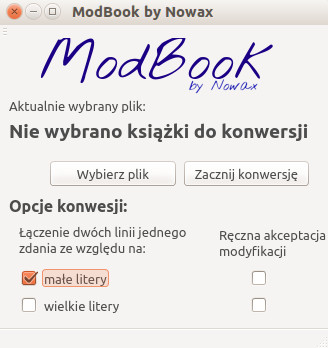 ModBook by Nowax
ModBook
by Nowax
Aktualnie wybrany plik:
Nie wybrano książki do konwersji
Wybierz plik
Zacznij konwersję
Opcje konwesji:
Łączenie dwóch linii jednego
zdania ze względu na:
Ręczna akceptacja
modyfikacji
małe litery
wielkie litery